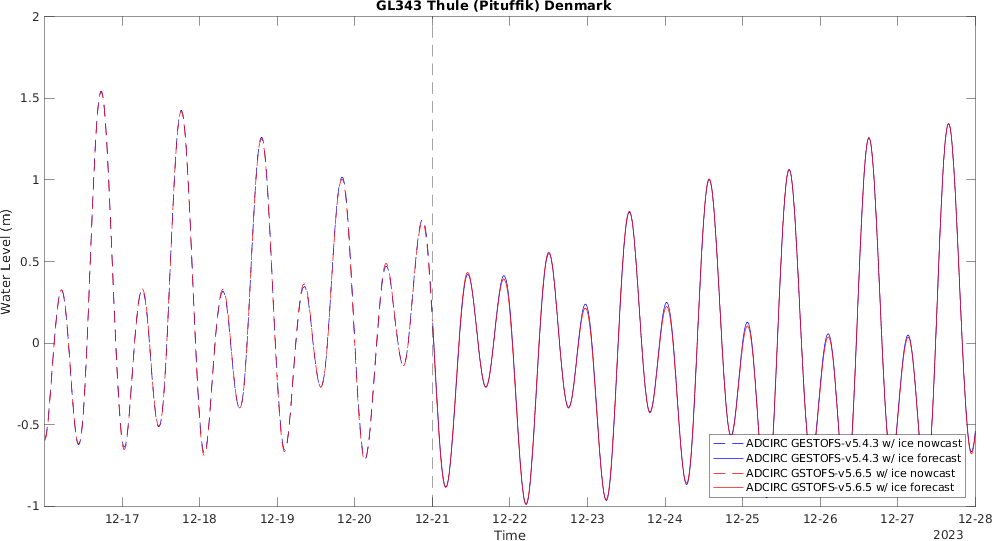 GL343 Thule (Pituffik) Denmark
2
1.5
1
0.5
0
-0.5
-1
Water Level (m)
ADCIRC GESTOFS-v5.4.3 w/ ice nowcast
ADCIRC GESTOFS-v5.4.3 w/ ice forecast
ADCIRC GSTOFS-v5.6.5 w/ ice nowcast
ADCIRC GSTOFS-v5.6.5 w/ ice forecast
12-17 12-18 12-19 12-20 12-21 12-22 12-23 12-24 12-25 12-26 12-27 12-28
Time
2023